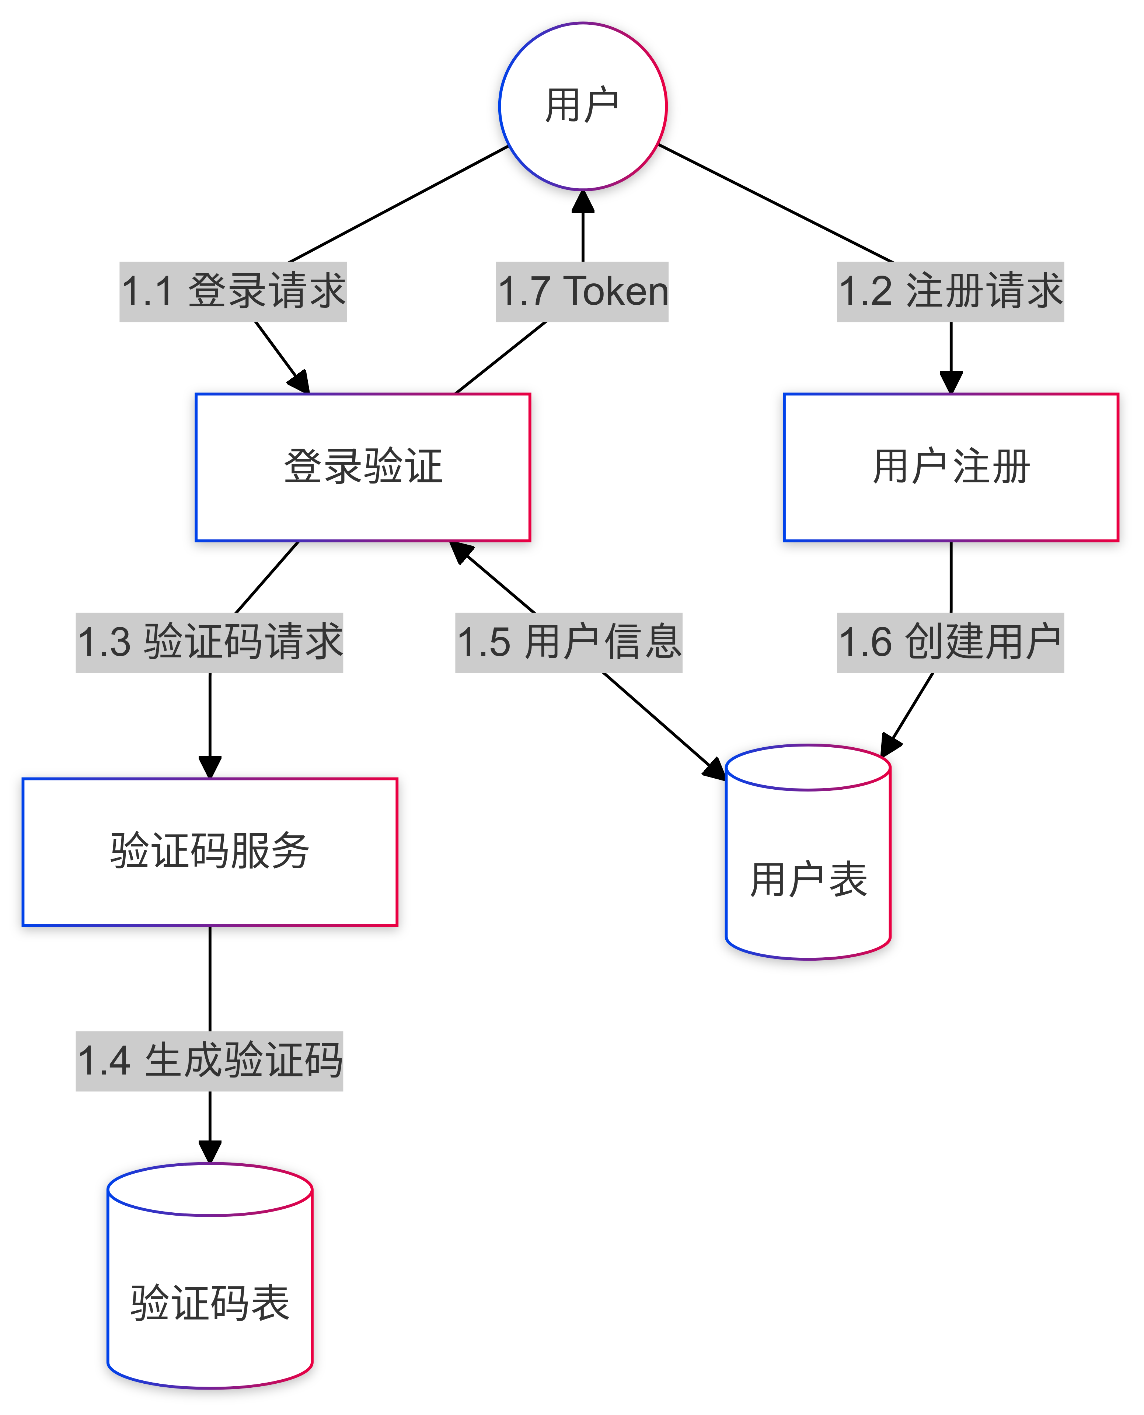 用户
1.1 登录请求
1.7 Token
1.2 注册请求
登录验证
用户注册
1.3 验证码请求
1.5 用户信息
1.6 创建用户
验证码服务
用户表
1.4 生成验证码
验证码表